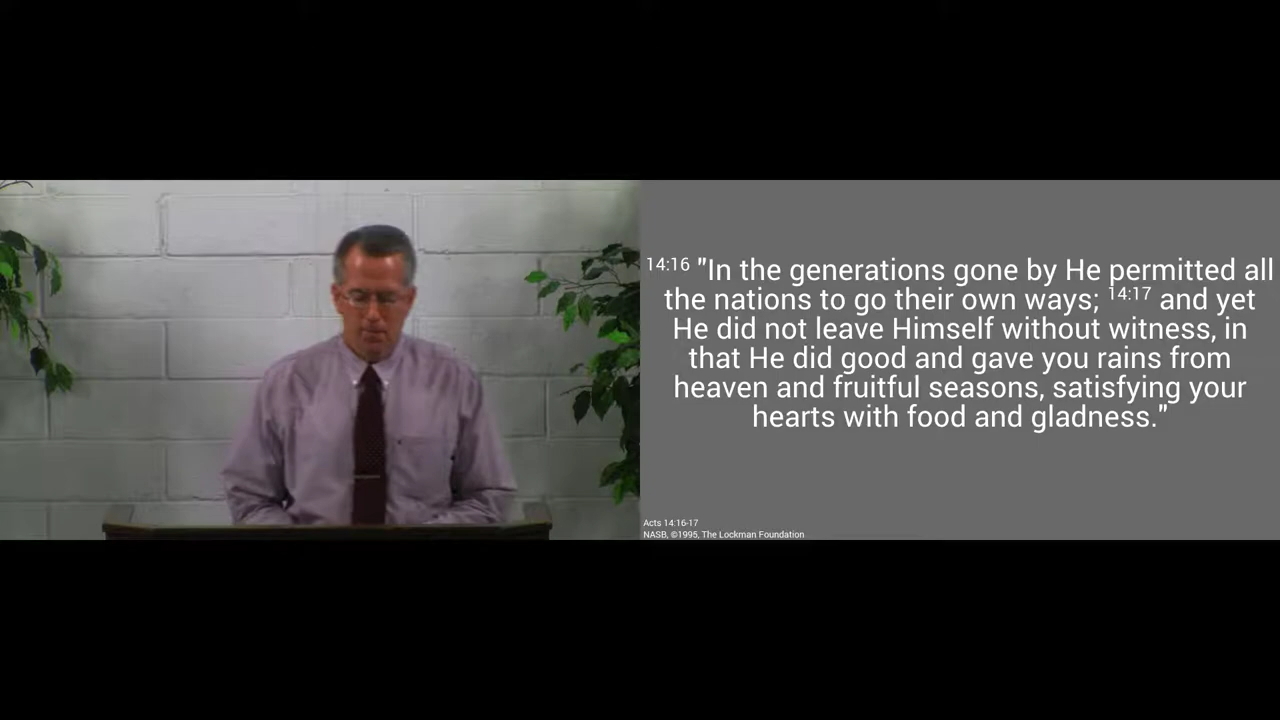 14:16 "In the generations gone by He permitted all
the nations to go their own ways; 14:17 and yet
He did not leave Himself without witness, in
that He did good and gave you rains from
heaven and fruitful seasons, satisfying your
hearts with food and gladness."
Acts 14:16-17
NASB, ©1995, The Lockman Foundation